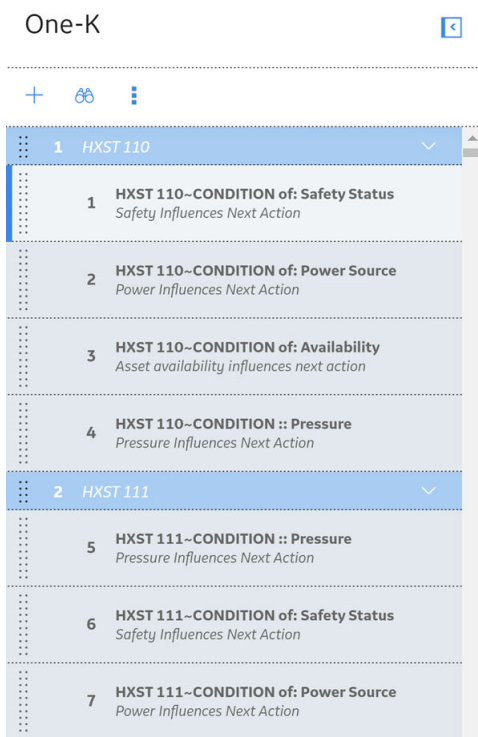 One-K
1 HXST 110
1 HXST 110~CONDITION of: Safety Status
Safety Influences Next Action
2 HXST 110~CONDITION of: Power Source
Power Influences Next Action
3 HXST 110~CONDITION of: Availability
Asset availability influences next action
4 HXST 110~CONDITION :: Pressure
Pressure Influences Next Action
2 HXST 111
5 HXST 111~CONDITION :: Pressure
Pressure Influences Next Action
6 HXST 111~CONDITION of: Safety Status
Safety Influences Next Action
7 HXST 111~CONDITION of: Power Source
Power Influences Next Action